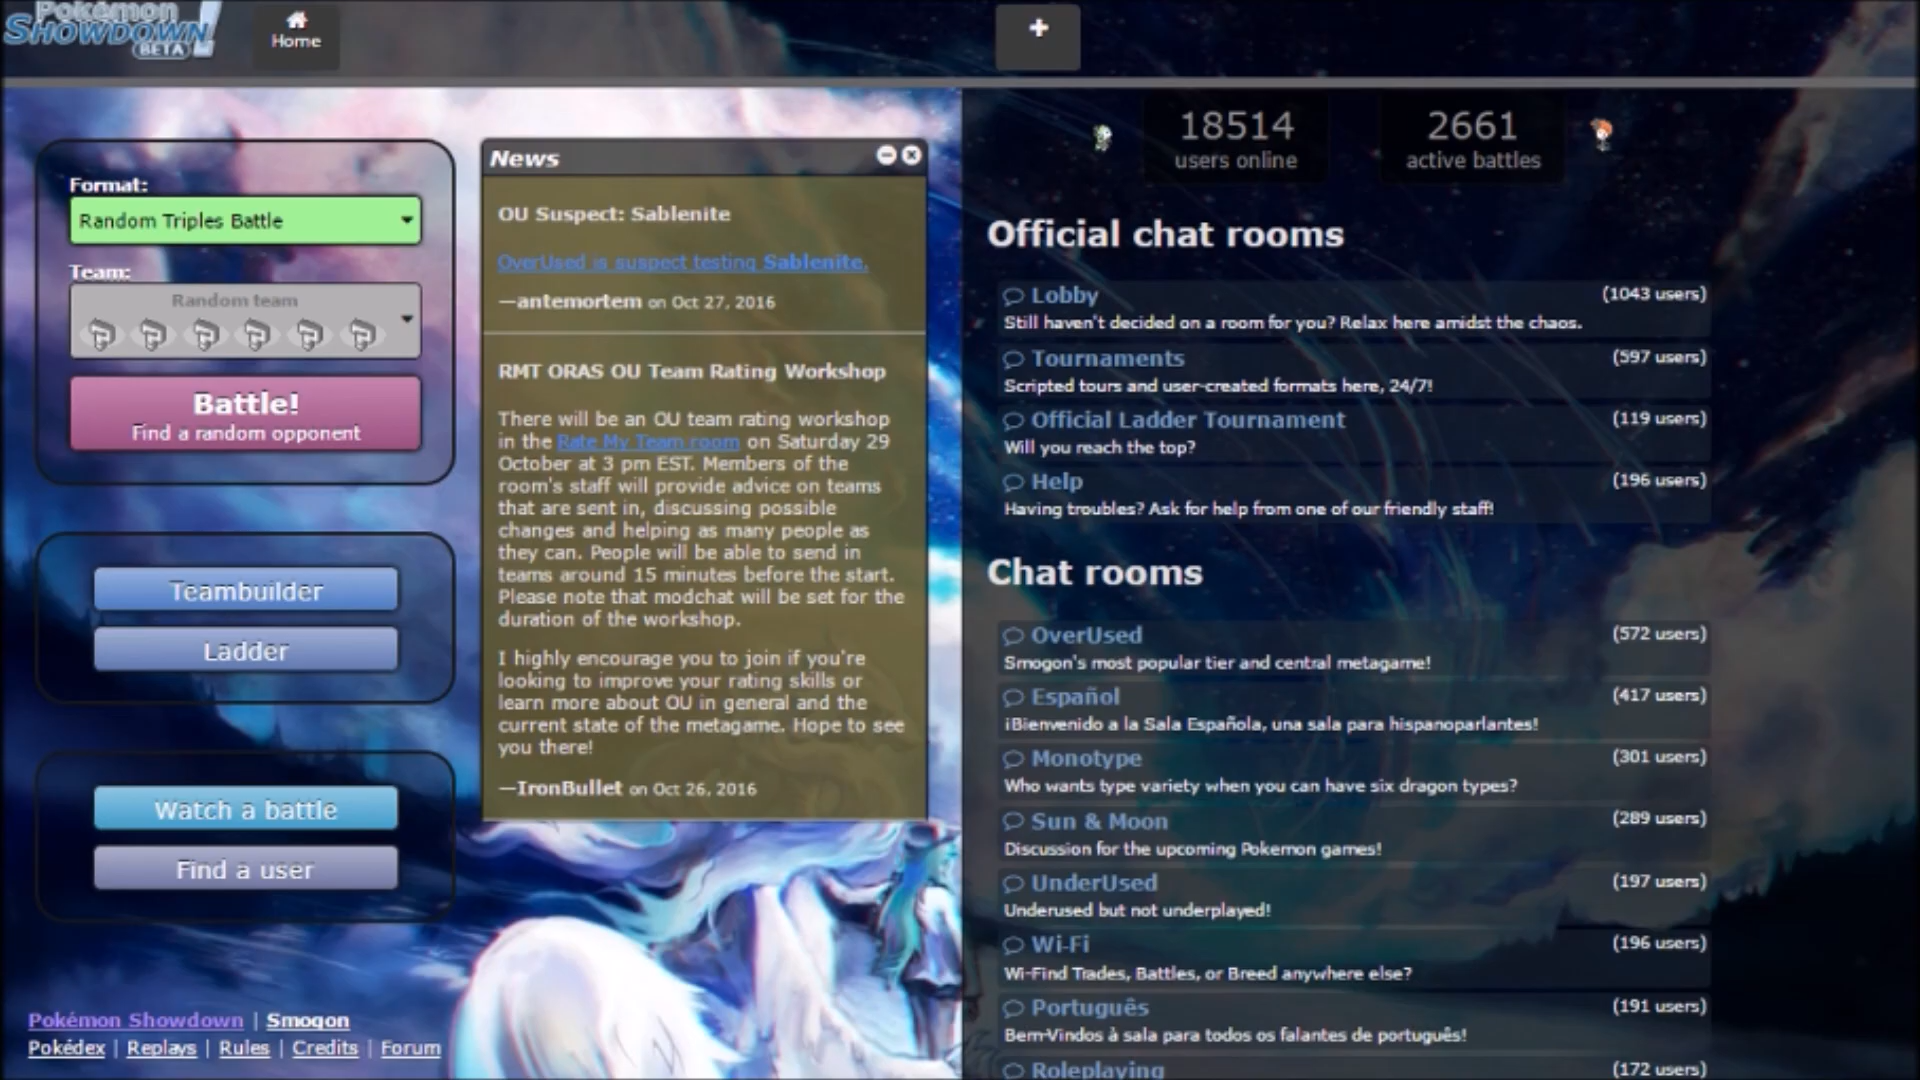 Pokémon
SHOWDOWN!
BETA
Home
Format:
Random Triples Battle
Team:
Random team
Battle!
Find a random opponent
Teambuilder
Ladder
Watch a battle
Find a user
Pokémon Showdown | Smogon
Pokédex | Replays | Rules | Credits | Forum
News
OU Suspect: Sablenite
OverUsed is suspect testing Sablenite.
—antemortem on Oct 27, 2016
RMT ORAS OU Team Rating Workshop
There will be an OU team rating workshop
in the Rate My Team room on Saturday 29
October at 3 pm EST. Members of the
room's staff will provide advice on teams
that are sent in, discussing possible
changes and helping as many people as
they can. People will be able to send in
teams around 15 minutes before the start.
Please note that modchat will be set for the
duration of the workshop.
I highly encourage you to join if you're
looking to improve your rating skills or
learn more about OU in general and the
current state of the metagame. Hope to see
you there!
—IronBullet on Oct 26, 2016
18514
users online
2661
active battles
Official chat rooms
Lobby (1043 users)
Still haven't decided on a room for you? Relax here amidst the chaos.
Tournaments (597 users)
Scripted tours and user-created formats here, 24/7!
Official Ladder Tournament (119 users)
Will you reach the top?
Help (196 users)
Having troubles? Ask for help from one of our friendly staff!
Chat rooms
OverUsed (572 users)
Smogon's most popular tier and central metagame!
Español (417 users)
¡Bienvenido a la Sala Española, una sala para hispanoparlantes!
Monotype (301 users)
Who wants type variety when you can have six dragon types?
Sun & Moon (289 users)
Discussion for the upcoming Pokemon games!
UnderUsed (197 users)
Underused but not underplayed!
Wi-Fi (196 users)
Wi-Find Trades, Battles, or Breed anywhere else?
Português (191 users)
Bem-Vindos à sala para todos os falantes de português!
Roleplaying (172 users)